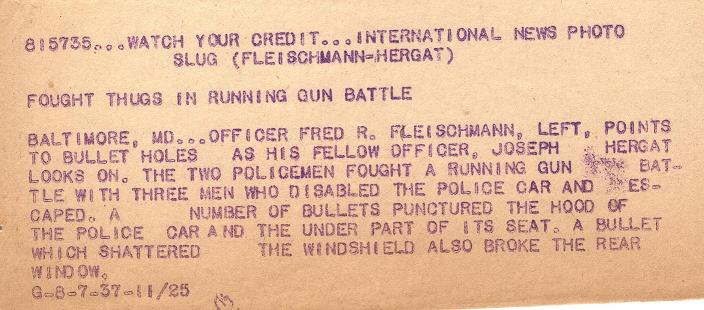 815735...WATCH YOUR CREDIT...INTERNATIONAL NEWS PHOTO
SLUG (FLEISCHMANN-HERGAT)
FOUGHT THUGS IN RUNNING GUN BATTLE
BALTIMORE, MD...OFFICER FRED R. FLEISCHMANN, LEFT, POINTS
TO BULLET HOLES AS HIS FELLOW OFFICER, JOSEPH HERGAT
LOOKS ON. THE TWO POLICEMEN FOUGHT A RUNNING GUN BAT-
TLE WITH THREE MEN WHO DISABLED THE POLICE CAR AND ES-
CAPED. A NUMBER OF BULLETS PUNCTURED THE HOOD OF
THE POLICE CAR AND THE UNDER PART OF ITS SEAT. A BULLET
WHICH SHATTERED THE WINDSHIELD ALSO BROKE THE REAR
WINDOW.
G-8-7-37-11/25